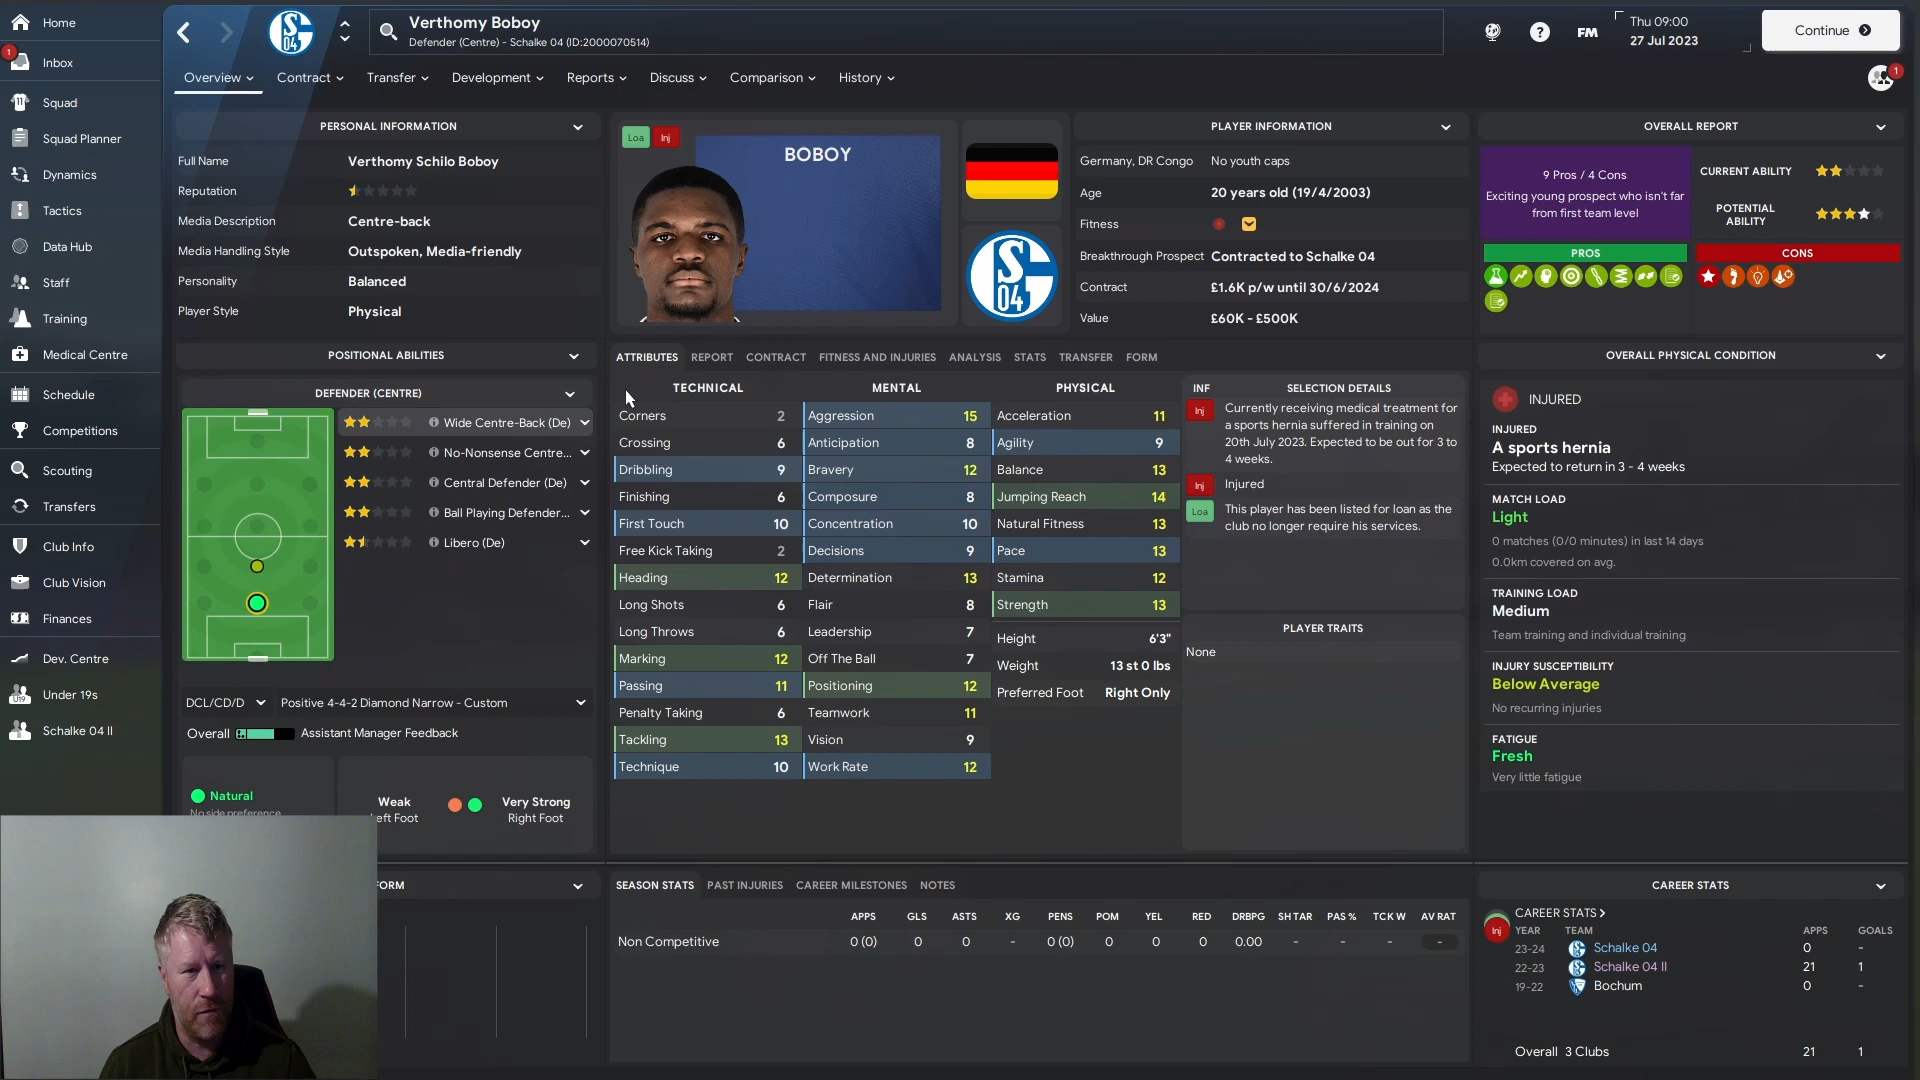 Home
1
Inbox
Squad
Squad Planner
Dynamics
Tactics
Data Hub
Staff
Training
Medical Centre
Schedule
Competitions
Scouting
Transfers
Club Info
Club Vision
Finances
Dev. Centre
Under 19s
Schalke 04 II
Verthomy Boboy
Defender (Centre) - Schalke 04 (ID:2000070514)
FM
Thu 09:00
27 Jul 2023
Continue
Overview Contract Transfer Development Reports Discuss Comparison History
1
PERSONAL INFORMATION
Full Name Verthomy Schilo Boboy
Reputation
Media Description Centre-back
Media Handling Style Outspoken, Media-friendly
Personality Balanced
Player Style Physical
Loa Inj
BOBOY
PLAYER INFORMATION
Germany, DR Congo No youth caps
Age 20 years old (19/4/2003)
Fitness
Breakthrough Prospect Contracted to Schalke 04
Contract £1.6K p/w until 30/6/2024
Value £60K - £500K
OVERALL REPORT
9 Pros / 4 Cons
Exciting young prospect who isn't far
from first team level
CURRENT ABILITY
POTENTIAL
ABILITY
PROS CONS
POSITIONAL ABILITIES
DEFENDER (CENTRE)
Wide Centre-Back (De)
No-Nonsense Centre...
Central Defender (De)
Ball Playing Defender...
Libero (De)
DCL/CD/D Positive 4-4-2 Diamond Narrow - Custom
Overall Assistant Manager Feedback
Natural
No side preference
Weak
Left Foot
Very Strong
Right Foot
ATTRIBUTES REPORT CONTRACT FITNESS AND INJURIES ANALYSIS STATS TRANSFER FORM
TECHNICAL
Corners 2
Crossing 6
Dribbling 9
Finishing 6
First Touch 10
Free Kick Taking 2
Heading 12
Long Shots 6
Long Throws 6
Marking 12
Passing 11
Penalty Taking 6
Tackling 13
Technique 10
MENTAL
Aggression 15
Anticipation 8
Bravery 12
Composure 8
Concentration 10
Decisions 9
Determination 13
Flair 8
Leadership 7
Off The Ball 7
Positioning 12
Teamwork 11
Vision 9
Work Rate 12
PHYSICAL
Acceleration 11
Agility 9
Balance 13
Jumping Reach 14
Natural Fitness 13
Pace 13
Stamina 12
Strength 13
Height 6'3"
Weight 13 st 0 lbs
Preferred Foot Right Only
INF SELECTION DETAILS
Inj Currently receiving medical treatment for
a sports hernia suffered in training on
20th July 2023. Expected to be out for 3 to
4 weeks.
Inj Injured
Loa This player has been listed for loan as the
club no longer require his services.
PLAYER TRAITS
None
OVERALL PHYSICAL CONDITION
INJURED
INJURED
A sports hernia
Expected to return in 3 - 4 weeks
MATCH LOAD
Light
0 matches (0/0 minutes) in last 14 days
0.0km covered on avg.
TRAINING LOAD
Medium
Team training and individual training
INJURY SUSCEPTIBILITY
Below Average
No recurring injuries
FATIGUE
Fresh
Very little fatigue
FORM
SEASON STATS PAST INJURIES CAREER MILESTONES NOTES
APPS GLS ASTS XG PENS POM YEL RED DRBPG SH TAR PAS % TCK W AV RAT
Non Competitive 0 (0) 0 0 - 0 (0) 0 0 0 0.00 - - - -
CAREER STATS
CAREER STATS
Inj
YEAR TEAM APPS GOALS
23-24 Schalke 04 0 -
22-23 Schalke 04 II 21 1
19-22 Bochum 0 -
Overall 3 Clubs 21 1